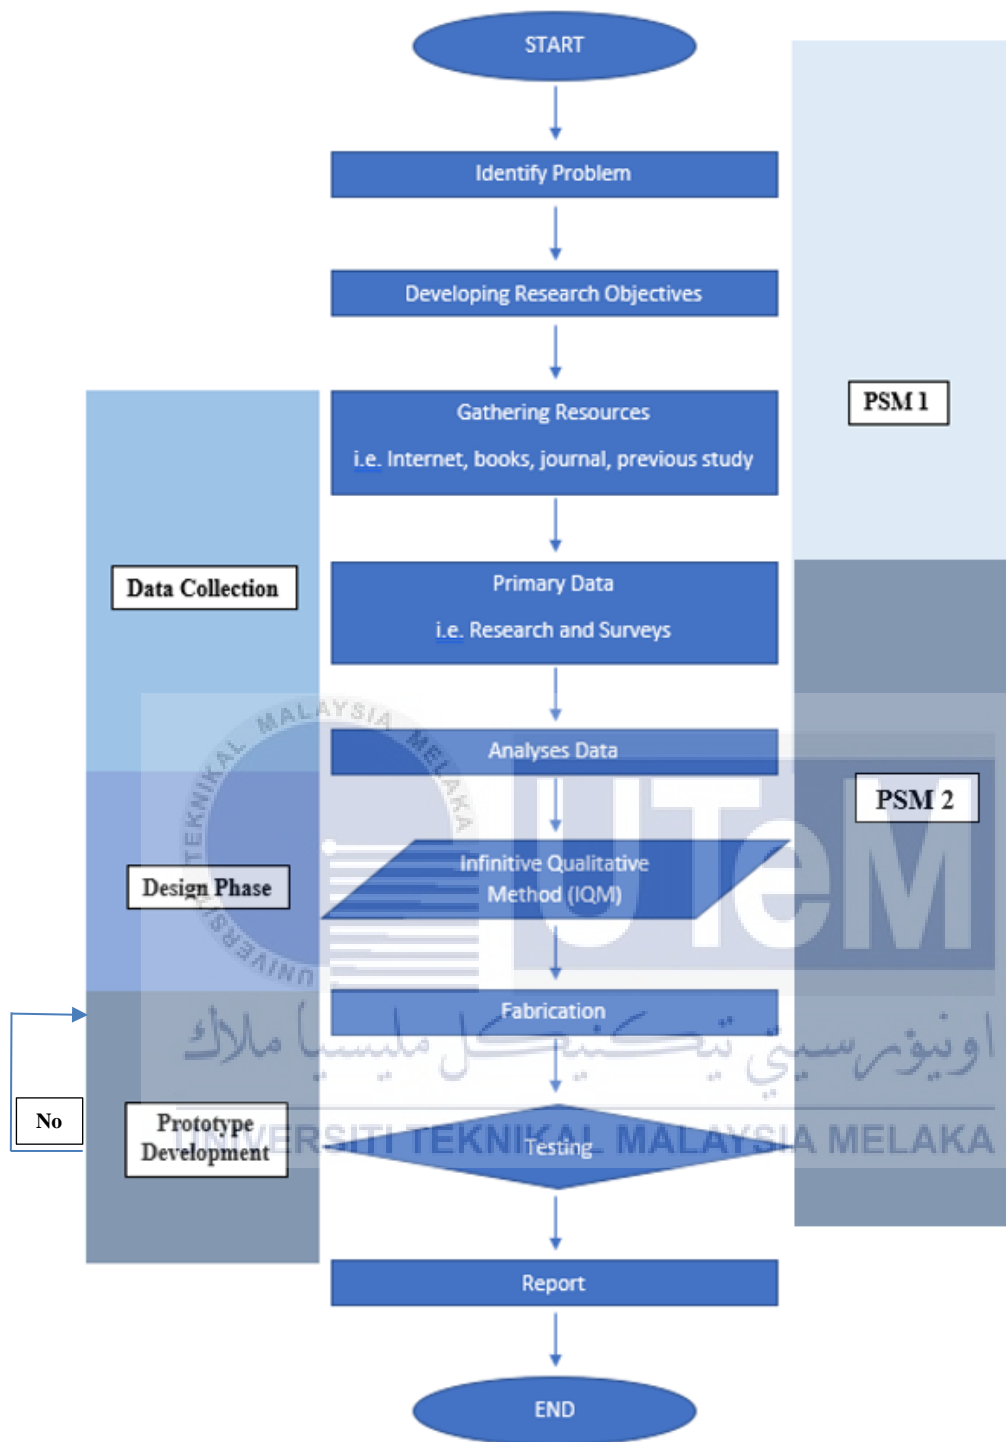 START
Identify Problem
Developing Research Objectives
Gathering Resources
i.e. Internet, books, journal, previous study
PSM 1
Data Collection
Primary Data
i.e. Research and Surveys
Analyses Data
PSM 2
Design Phase
Infinitive Qualitative
Method (IQM)
Fabrication
No
Prototype
Development
Testing
Report
END
UNIVERSITI TEKNIKAL MALAYSIA MELAKA
UTeM
اونيۏرسيتي تيكنيكل مليسيا ملاك
UNIVERSITI TEKNIKAL MALAYSIA MELAKA